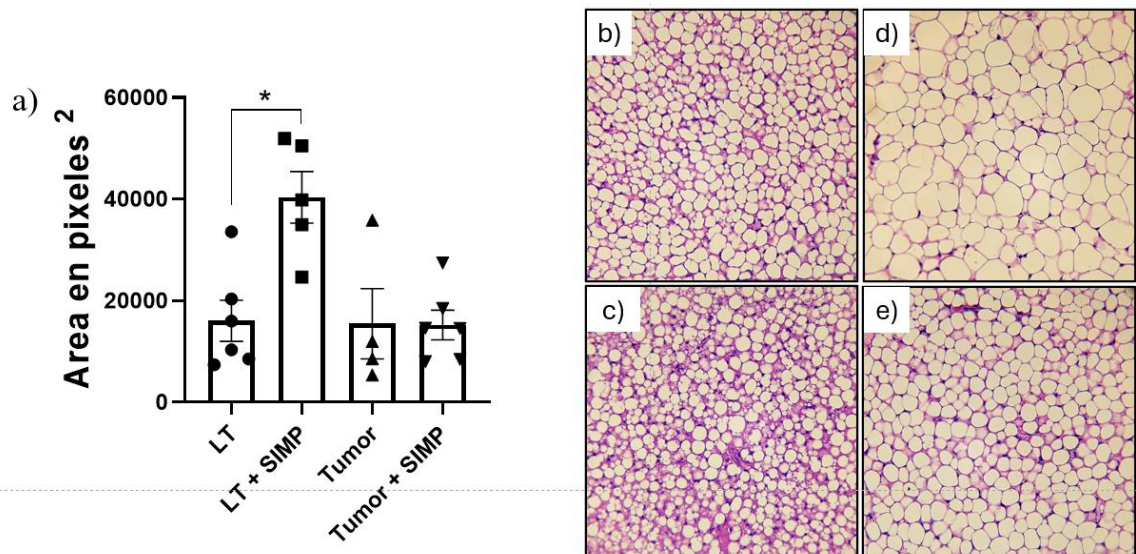 a)
Area en pixeles ²
60000
40000
20000
0
*
LT
LT + SIMP
Tumor
Tumor + SIMP
b)
d)
c)
e)